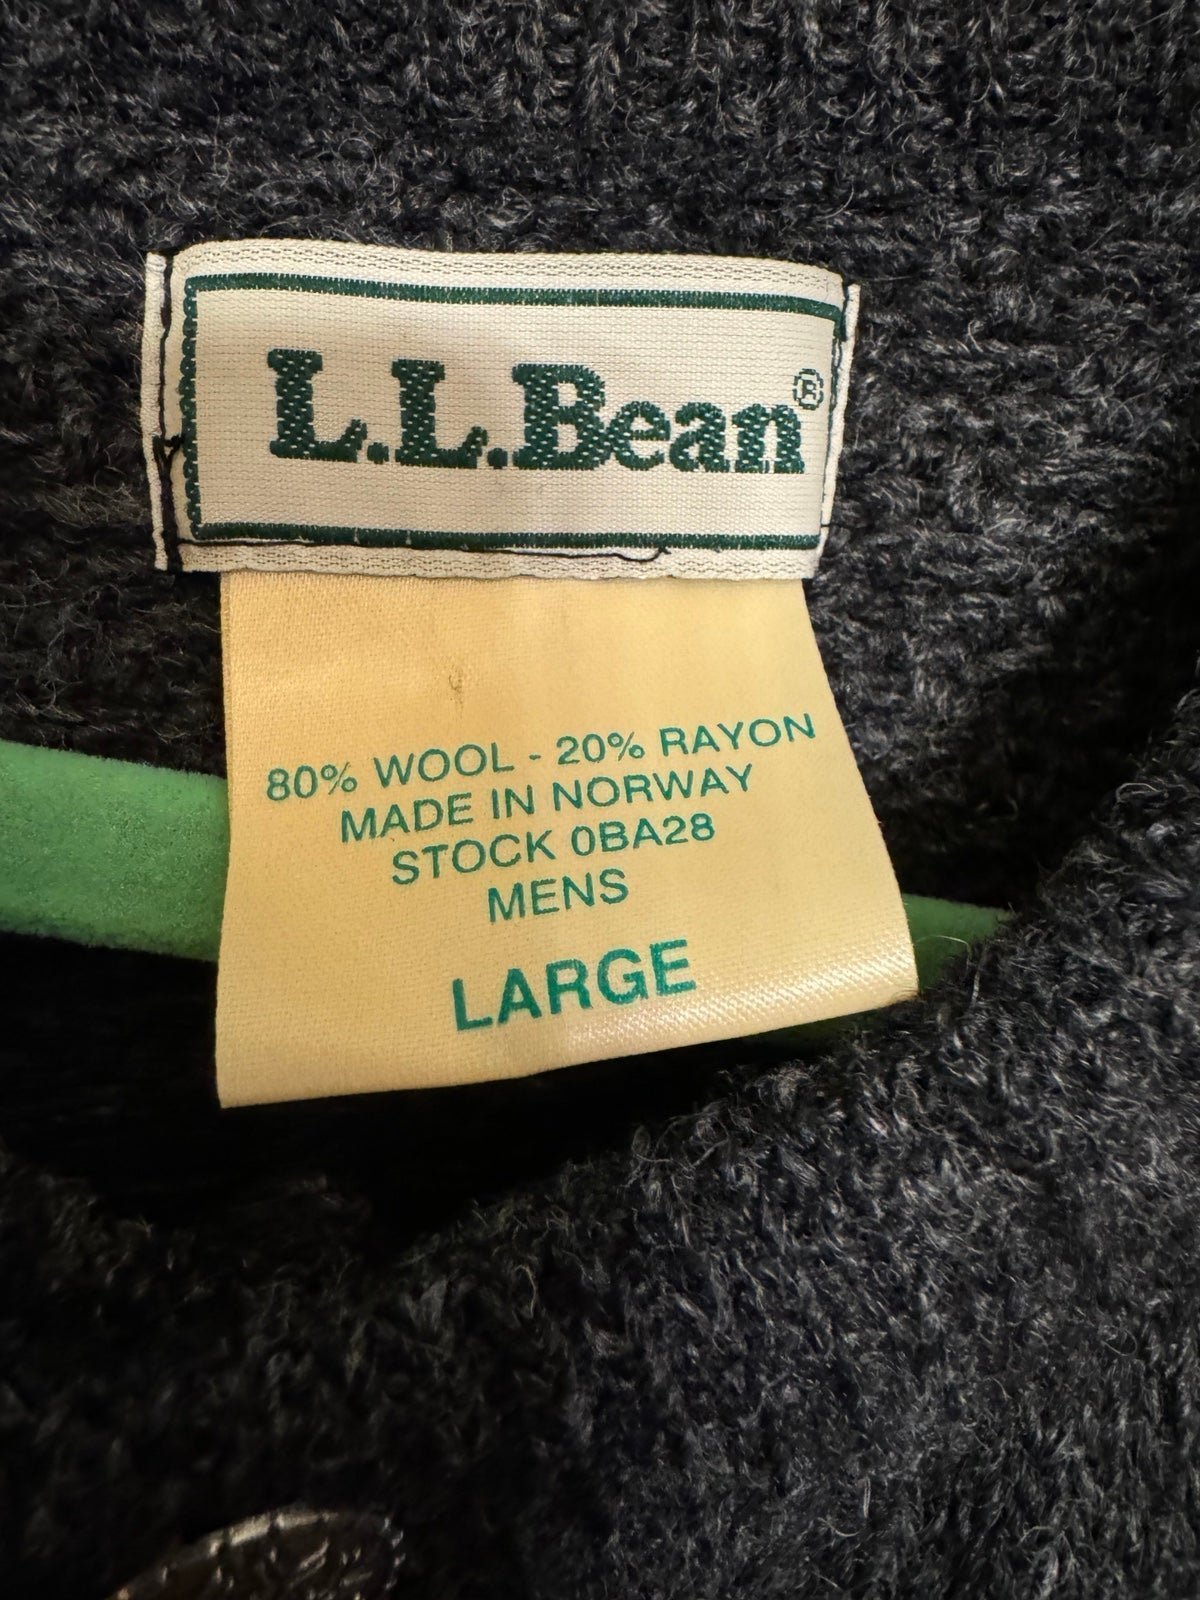 L.L.Bean®
80% WOOL - 20% RAYON
MADE IN NORWAY
STOCK 0BA28
MENS
LARGE